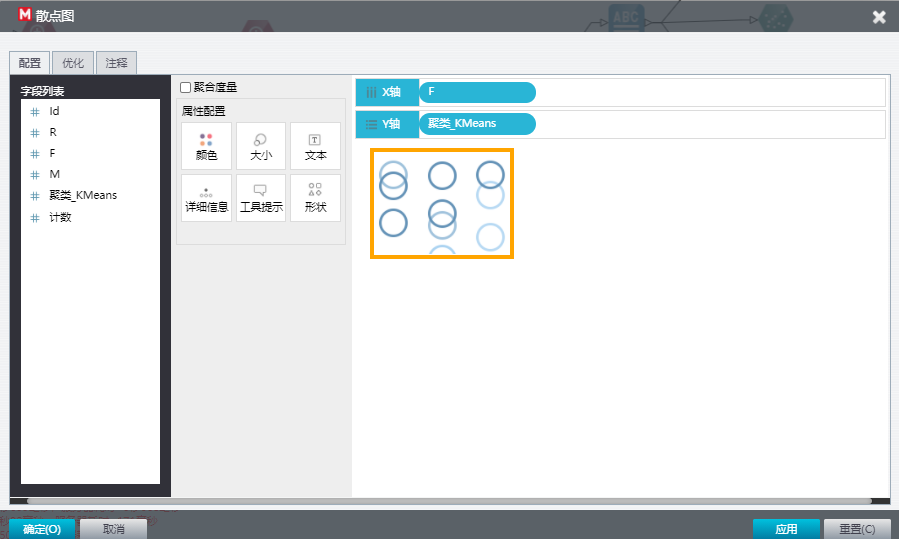 M 散点图
ABC
配置
优化
注释
字段列表
Id
R
F
M
聚类_KMeans
计数
聚合度量
属性配置
颜色
大小
文本
T
详细信息
工具提示
形状
X轴
F
Y轴
聚类_KMeans
确定(O)
取消
应用
重置(C)